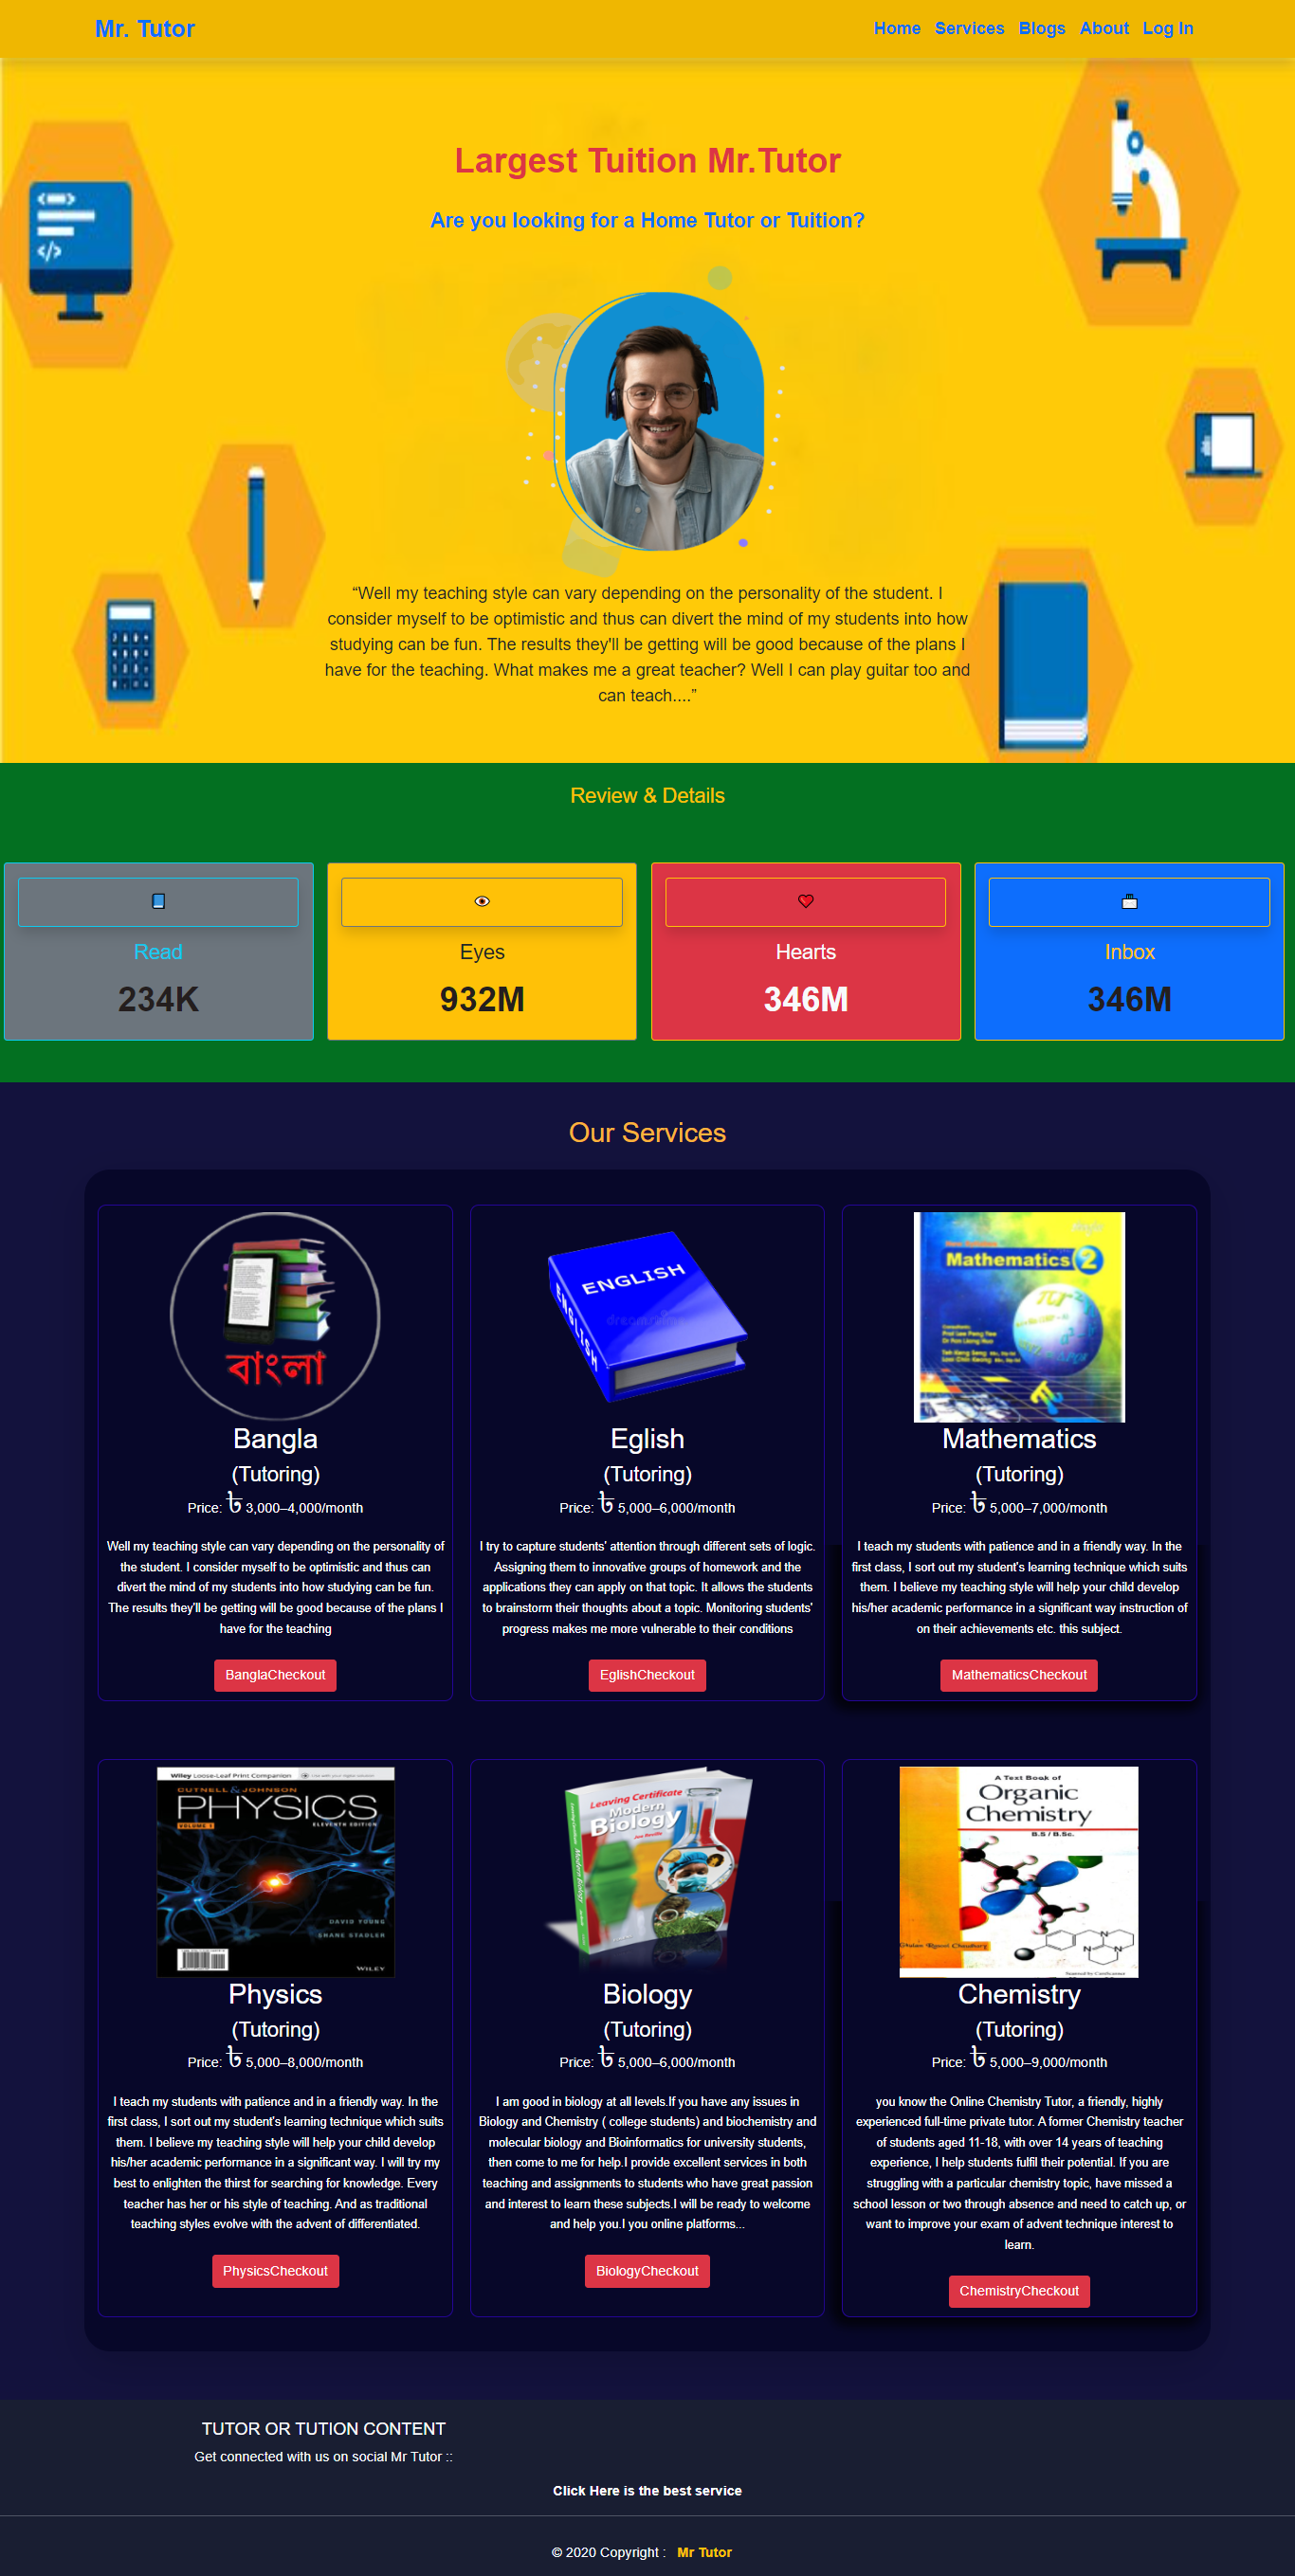 Mr. Tutor
Home Services Blogs About Log In
Largest Tuition Mr.Tutor
Are you looking for a Home Tutor or Tuition?
“Well my teaching style can vary depending on the personality of the student. I
consider myself to be optimistic and thus can divert the mind of my students into how
studying can be fun. The results they'll be getting will be good because of the plans I
have for the teaching. What makes me a great teacher? Well I can play guitar too and
can teach....”
Review & Details
Read
234K
Eyes
932M
Hearts
346M
Inbox
346M
Our Services
বাংলা
Bangla
(Tutoring)
Price: ৳ 3,000–4,000/month
Well my teaching style can vary depending on the personality of
the student. I consider myself to be optimistic and thus can
divert the mind of my students into how studying can be fun.
The results they'll be getting will be good because of the plans I
have for the teaching
BanglaCheckout
ENGLISH
ENGLISH
Eglish
(Tutoring)
Price: ৳ 5,000–6,000/month
I try to capture students' attention through different sets of logic.
Assigning them to innovative groups of homework and the
applications they can apply on that topic. It allows the students
to brainstorm their thoughts about a topic. Monitoring students'
progress makes me more vulnerable to their conditions
EglishCheckout
Mathematics 2
Mathematics
(Tutoring)
Price: ৳ 5,000–7,000/month
I teach my students with patience and in a friendly way. In the
first class, I sort out my student's learning technique which suits
them. I believe my teaching style will help your child develop
his/her academic performance in a significant way instruction of
on their achievements etc. this subject.
MathematicsCheckout
Wiley Loose-Leaf Print Companion
CUTNELL & JOHNSON
PHYSICS
VOLUME 1
ELEVENTH EDITION
DAVID YOUNG
SHANE STADLER
WILEY
Physics
(Tutoring)
Price: ৳ 5,000–8,000/month
I teach my students with patience and in a friendly way. In the
first class, I sort out my student's learning technique which suits
them. I believe my teaching style will help your child develop
his/her academic performance in a significant way. I will try my
best to enlighten the thirst for searching for knowledge. Every
teacher has her or his style of teaching. And as traditional
teaching styles evolve with the advent of differentiated.
PhysicsCheckout
Leaving Certificate
Modern
Biology
Biology
(Tutoring)
Price: ৳ 5,000–6,000/month
I am good in biology at all levels.If you have any issues in
Biology and Chemistry ( college students) and biochemistry and
molecular biology and Bioinformatics for university students,
then come to me for help.I provide excellent services in both
teaching and assignments to students who have great passion
and interest to learn these subjects.I will be ready to welcome
and help you.I you online platforms...
BiologyCheckout
A Text Book of
Organic
Chemistry
B.S / B.Sc.
Chemistry
(Tutoring)
Price: ৳ 5,000–9,000/month
you know the Online Chemistry Tutor, a friendly, highly
experienced full-time private tutor. A former Chemistry teacher
of students aged 11-18, with over 14 years of teaching
experience, I help students fulfil their potential. If you are
struggling with a particular chemistry topic, have missed a
school lesson or two through absence and need to catch up, or
want to improve your exam of advent technique interest to
learn.
ChemistryCheckout
TUTOR OR TUTION CONTENT
Get connected with us on social Mr Tutor ::
Click Here is the best service
© 2020 Copyright : Mr Tutor